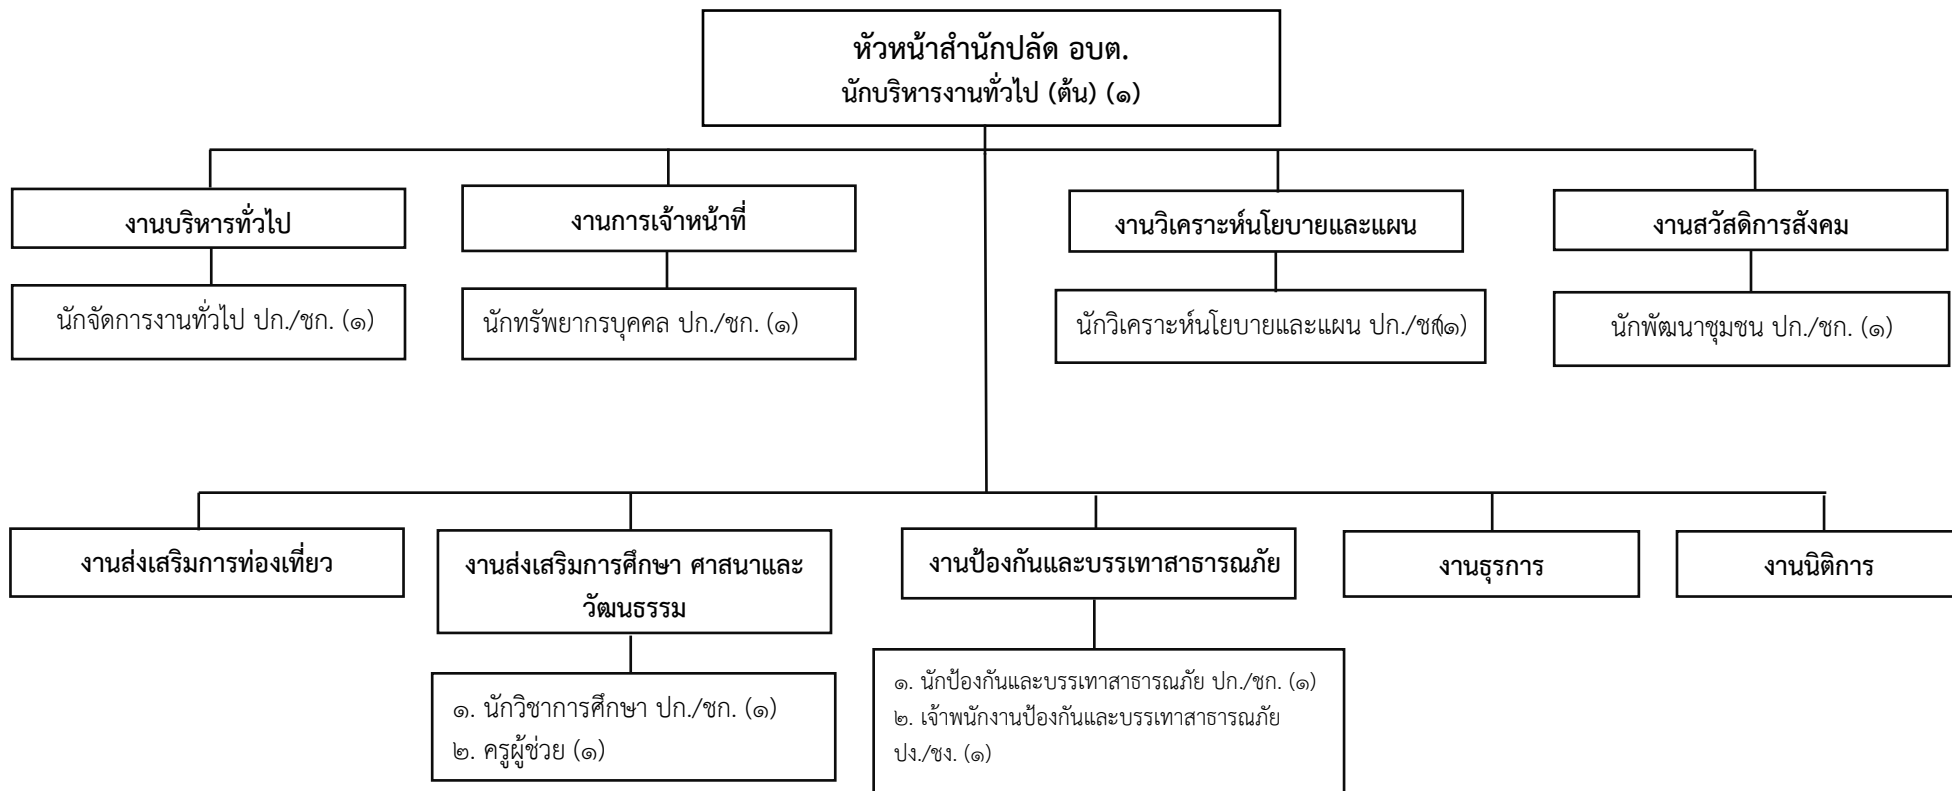 หัวหน้าสำนักปลัด อบต.
นักบริหารงานทั่วไป (ต้น) (๑)
งานบริหารทั่วไป
งานการเจ้าหน้าที่
งานวิเคราะห์นโยบายและแผน
งานสวัสดิการสังคม
นักจัดการงานทั่วไป ปก./ชก. (๑)
นักทรัพยากรบุคคล ปก./ชก. (๑)
นักวิเคราะห์นโยบายและแผน ปก./ชก.(๑)
นักพัฒนาชุมชน ปก./ชก. (๑)
งานส่งเสริมการท่องเที่ยว
งานส่งเสริมการศึกษา ศาสนาและ
วัฒนธรรม
งานป้องกันและบรรเทาสาธารณภัย
งานธุรการ
งานนิติการ
๑. นักวิชาการศึกษา ปก./ชก. (๑)
๒. ครูผู้ช่วย (๑)
๑. นักป้องกันและบรรเทาสาธารณภัย ปก./ชก. (๑)
๒. เจ้าพนักงานป้องกันและบรรเทาสาธารณภัย
ปง./ชง. (๑)